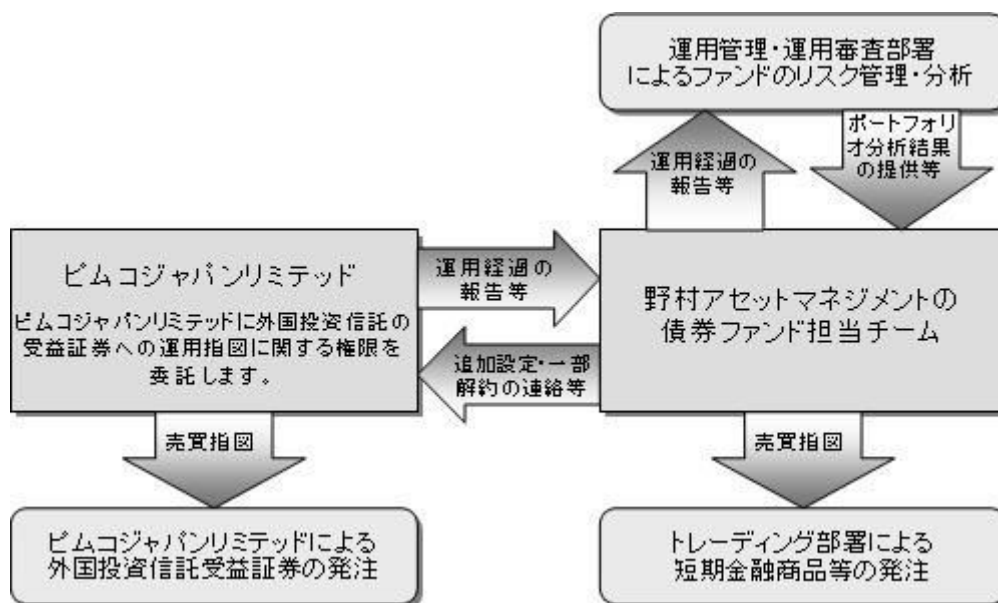 運用管理・運用審査部署
によるファンドのリスク管理・分析
運用経過の
報告等
ポートフォリ
オ分析結果
の提供等
ピムコジャパンリミテッド
ピムコジャパンリミテッドに外国投資信託の
受益証券への運用指図に関する権限を
委託します。
運用経過の
報告等
追加設定・一部
解約の連絡等
野村アセットマネジメントの
債券ファンド担当チーム
売買指図
売買指図
ピムコジャパンリミテッドによる
外国投資信託受益証券の発注
トレーディング部署による
短期金融商品等の発注